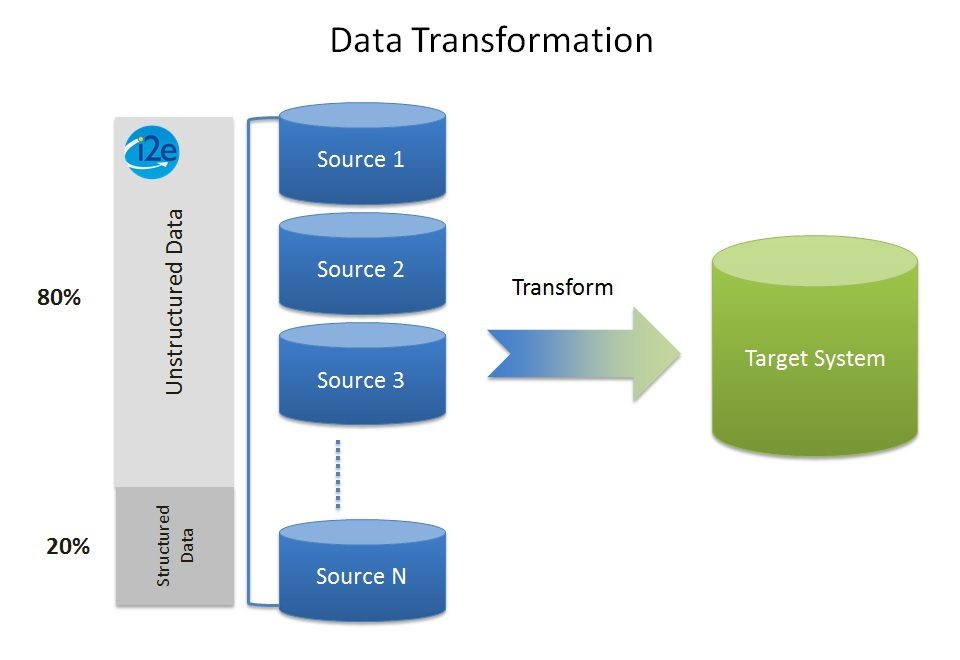 Data Transformation
i2e
80%
Unstructured Data
20%
Structured
Data
Source 1
Source 2
Source 3
Source N
Transform
Target System